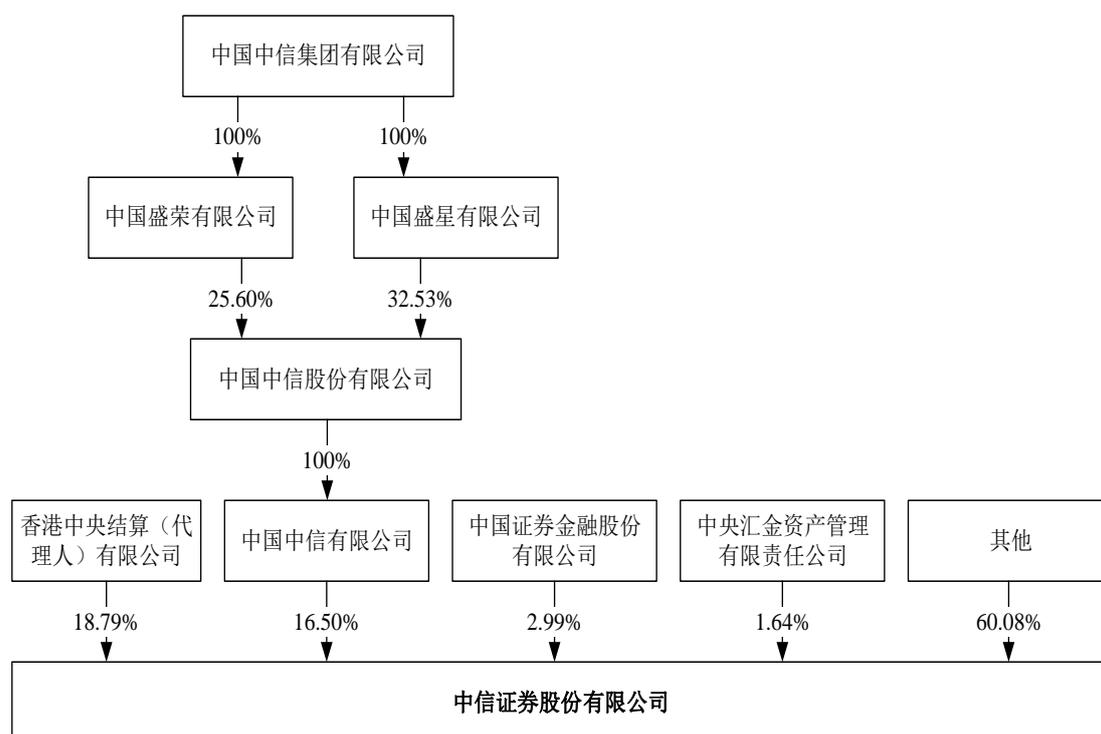 中国中信集团有限公司
100%
100%
中国盛荣有限公司
中国盛星有限公司
25.60%
32.53%
中国中信股份有限公司
100%
香港中央结算（代
理人）有限公司
中国中信有限公司
中国证券金融股份
有限公司
中央汇金资产管理
有限责任公司
其他
18.79%
16.50%
2.99%
1.64%
60.08%
中信证券股份有限公司